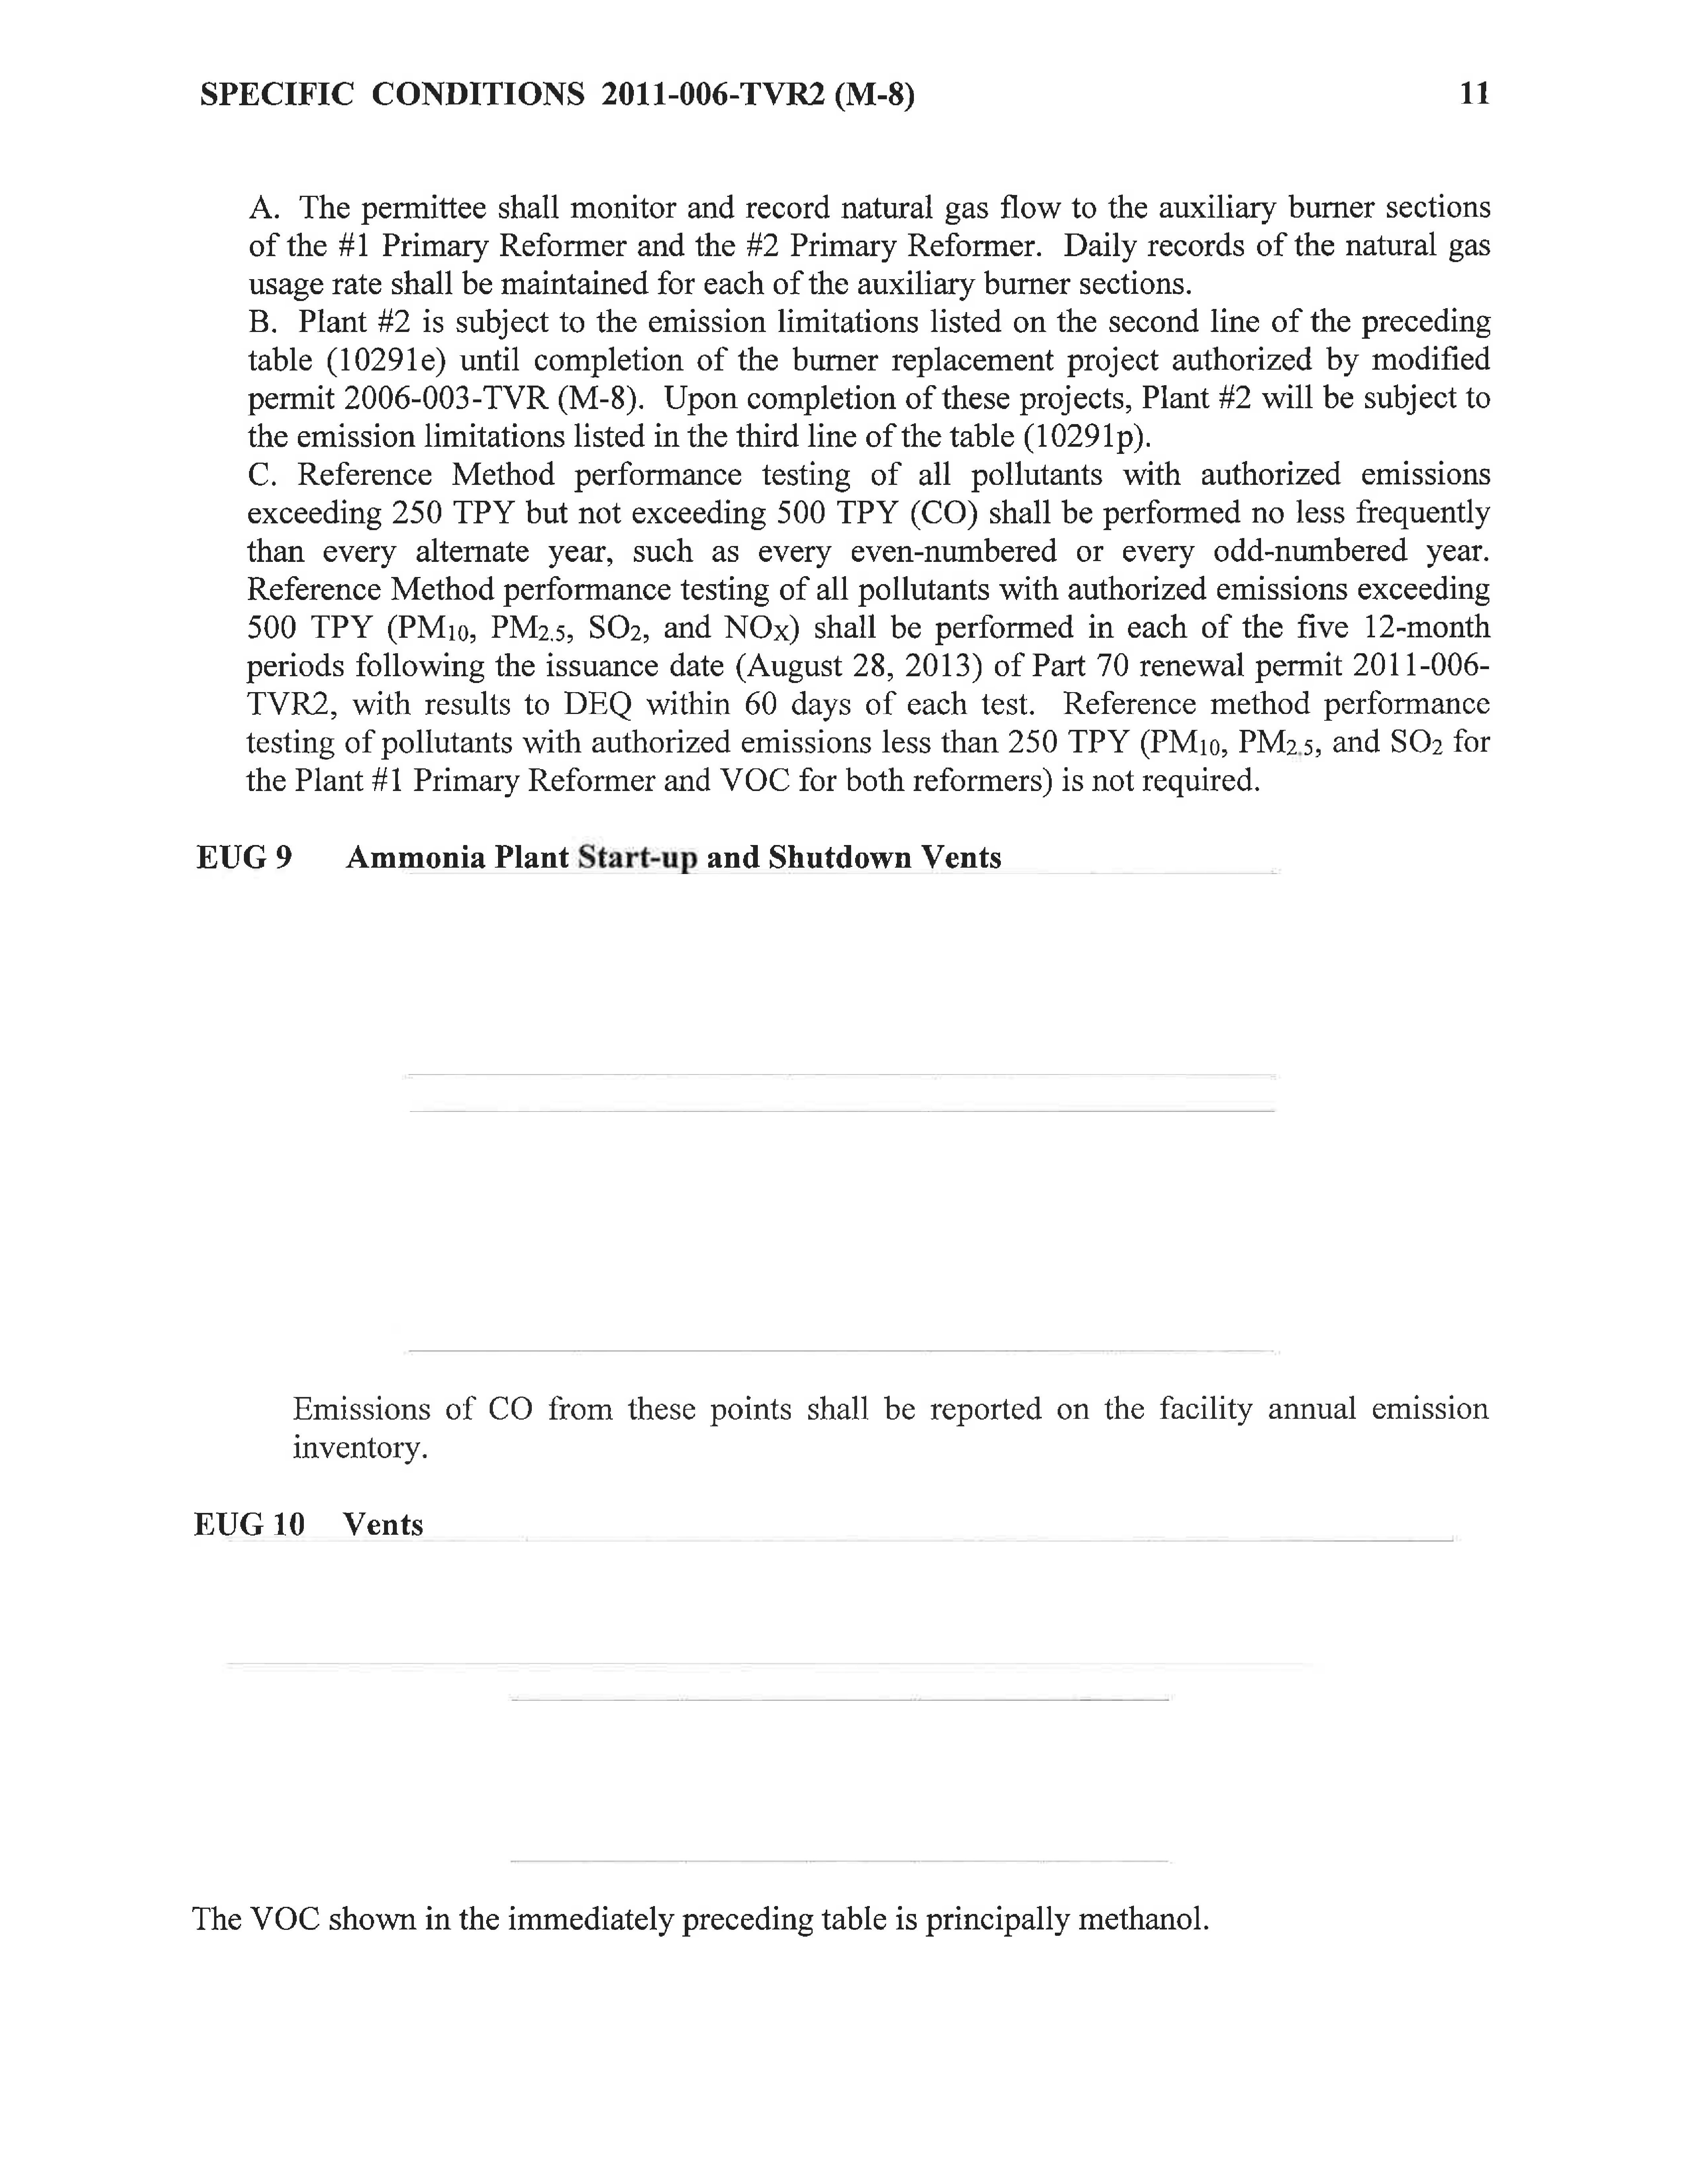 SPECIFIC CONDITIONS 2011-006-TVR2 (M-8) 11
A. The permittee shall monitor and record natural gas flow to the auxiliary burner sections
of the #1 Primary Reformer and the #2 Primary Reformer. Daily records of the natural gas
usage rate shall be maintained for each of the auxiliary burner sections.
B. Plant #2 is subject to the emission limitations listed on the second line of the preceding
table (10291e) until completion of the burner replacement project authorized by modified
permit 2006-003-TVR (M-8). Upon completion of these projects, Plant #2 will be subject to
the emission limitations listed in the third line of the table (10291p).
C. Reference Method performance testing of all pollutants with authorized emissions
exceeding 250 TPY but not exceeding 500 TPY (CO) shall be performed no less frequently
than every alternate year, such as every even-numbered or every odd-numbered year.
Reference Method performance testing of all pollutants with authorized emissions exceeding
500 TPY (PM10, PM2.5, SO2, and NOX) shall be performed in each of the five 12-month
periods following the issuance date (August 28, 2013) of Part 70 renewal permit 2011-006-
TVR2, with results to DEQ within 60 days of each test. Reference method performance
testing of pollutants with authorized emissions less than 250 TPY (PM10, PM2.5, and SO2 for
the Plant #1 Primary Reformer and VOC for both reformers) is not required.
EUG 9 Ammonia Plant Start-up and Shutdown Vents
Emissions of CO from these points shall be reported on the facility annual emission
inventory.
EUG 10 Vents
The VOC shown in the immediately preceding table is principally methanol.